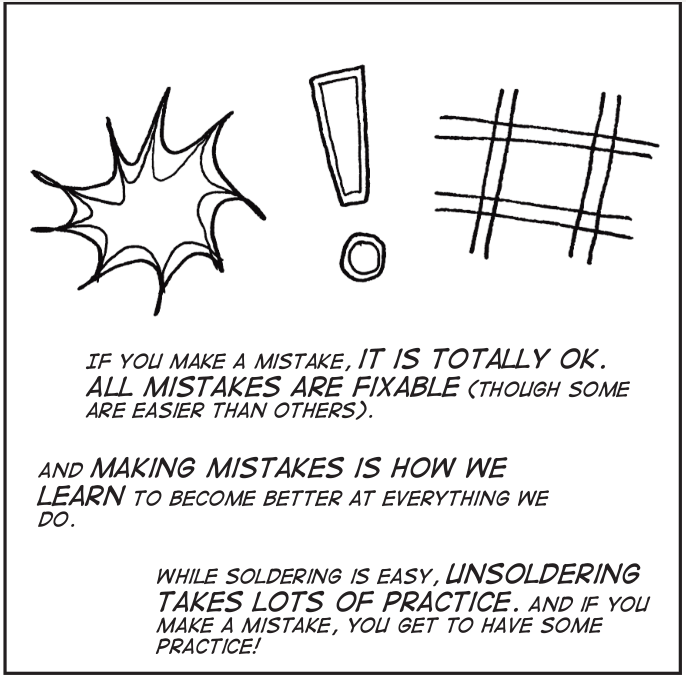 !
#
IF YOU MAKE A MISTAKE, IT IS TOTALLY OK.
ALL MISTAKES ARE FIXABLE (THOUGH SOME
ARE EASIER THAN OTHERS).
AND MAKING MISTAKES IS HOW WE
LEARN TO BECOME BETTER AT EVERYTHING WE
DO.
WHILE SOLDERING IS EASY, UNSOLDERING
TAKES LOTS OF PRACTICE. AND IF YOU
MAKE A MISTAKE, YOU GET TO HAVE SOME
PRACTICE!